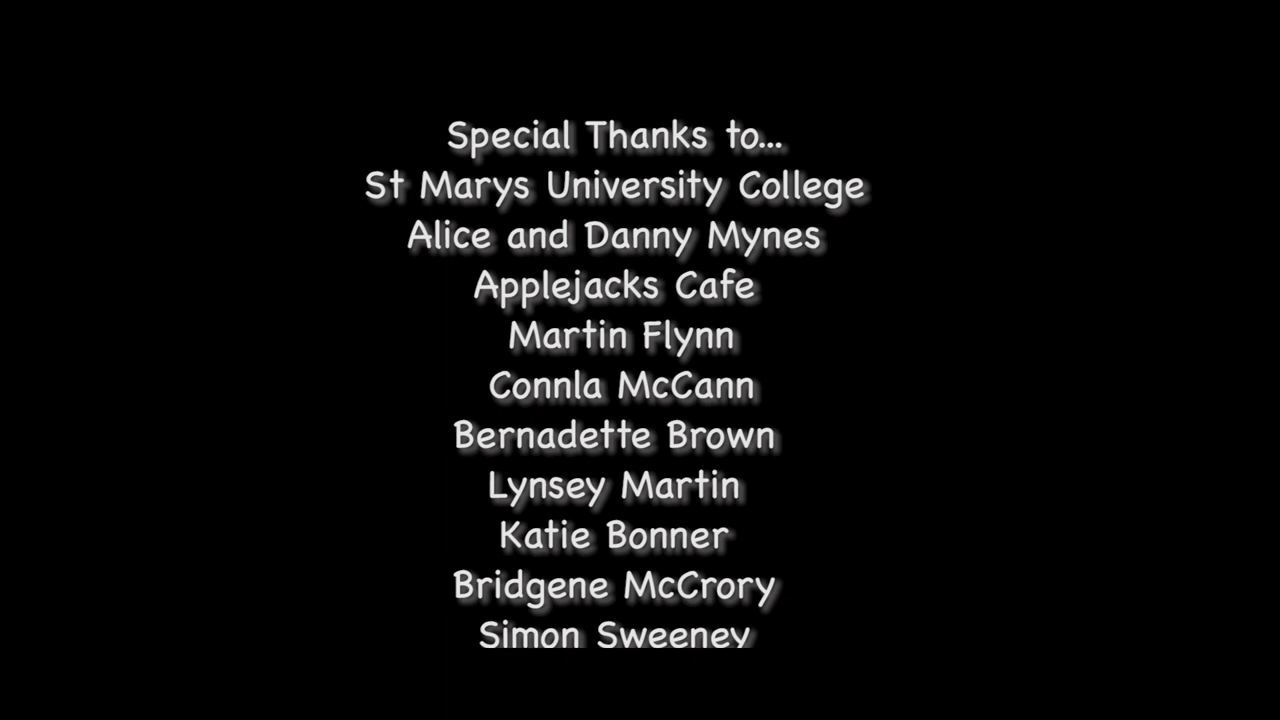 Special Thanks to...
St Marys University College
Alice and Danny Mynes
Applejacks Cafe
Martin Flynn
Connla McCann
Bernadette Brown
Lynsey Martin
Katie Bonner
Bridgene McCrory
Simon Sweeney